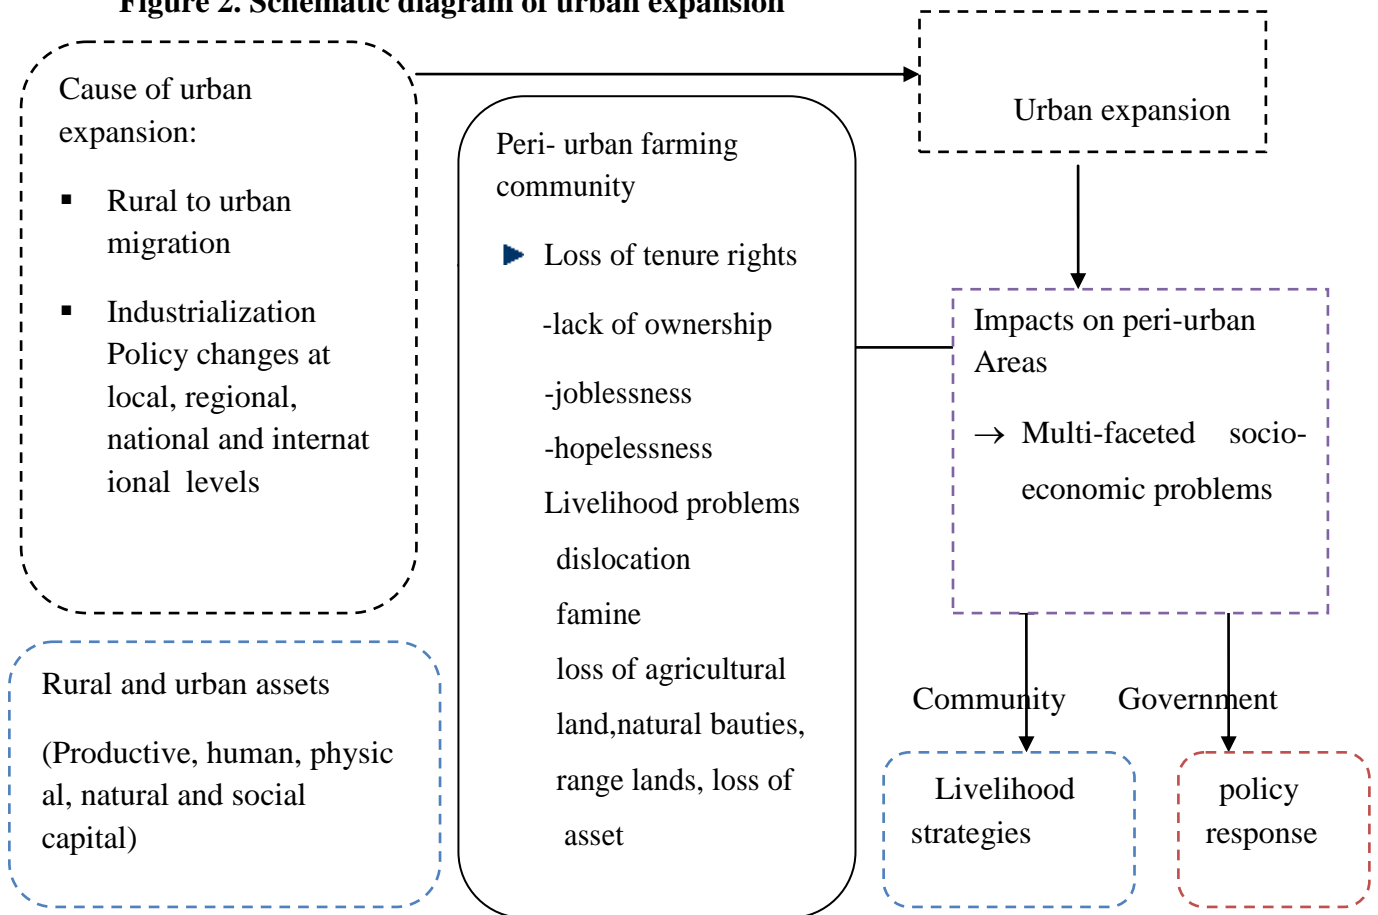 Figure 2. Schematic diagram of urban expansion
Cause of urban
expansion:
▪ Rural to urban
migration
▪ Industrialization
Policy changes at
local, regional,
national and internat
ional levels
Rural and urban assets
(Productive, human, physic
al, natural and social
capital)
Peri- urban farming
community
Loss of tenure rights
-lack of ownership
-joblessness
-hopelessness
Livelihood problems
dislocation
famine
loss of agricultural
land,natural bauties,
range lands, loss of
asset
Urban expansion
Impacts on peri-urban
Areas
→ Multi-faceted socio-
economic problems
Community
Government
Livelihood
strategies
policy
response